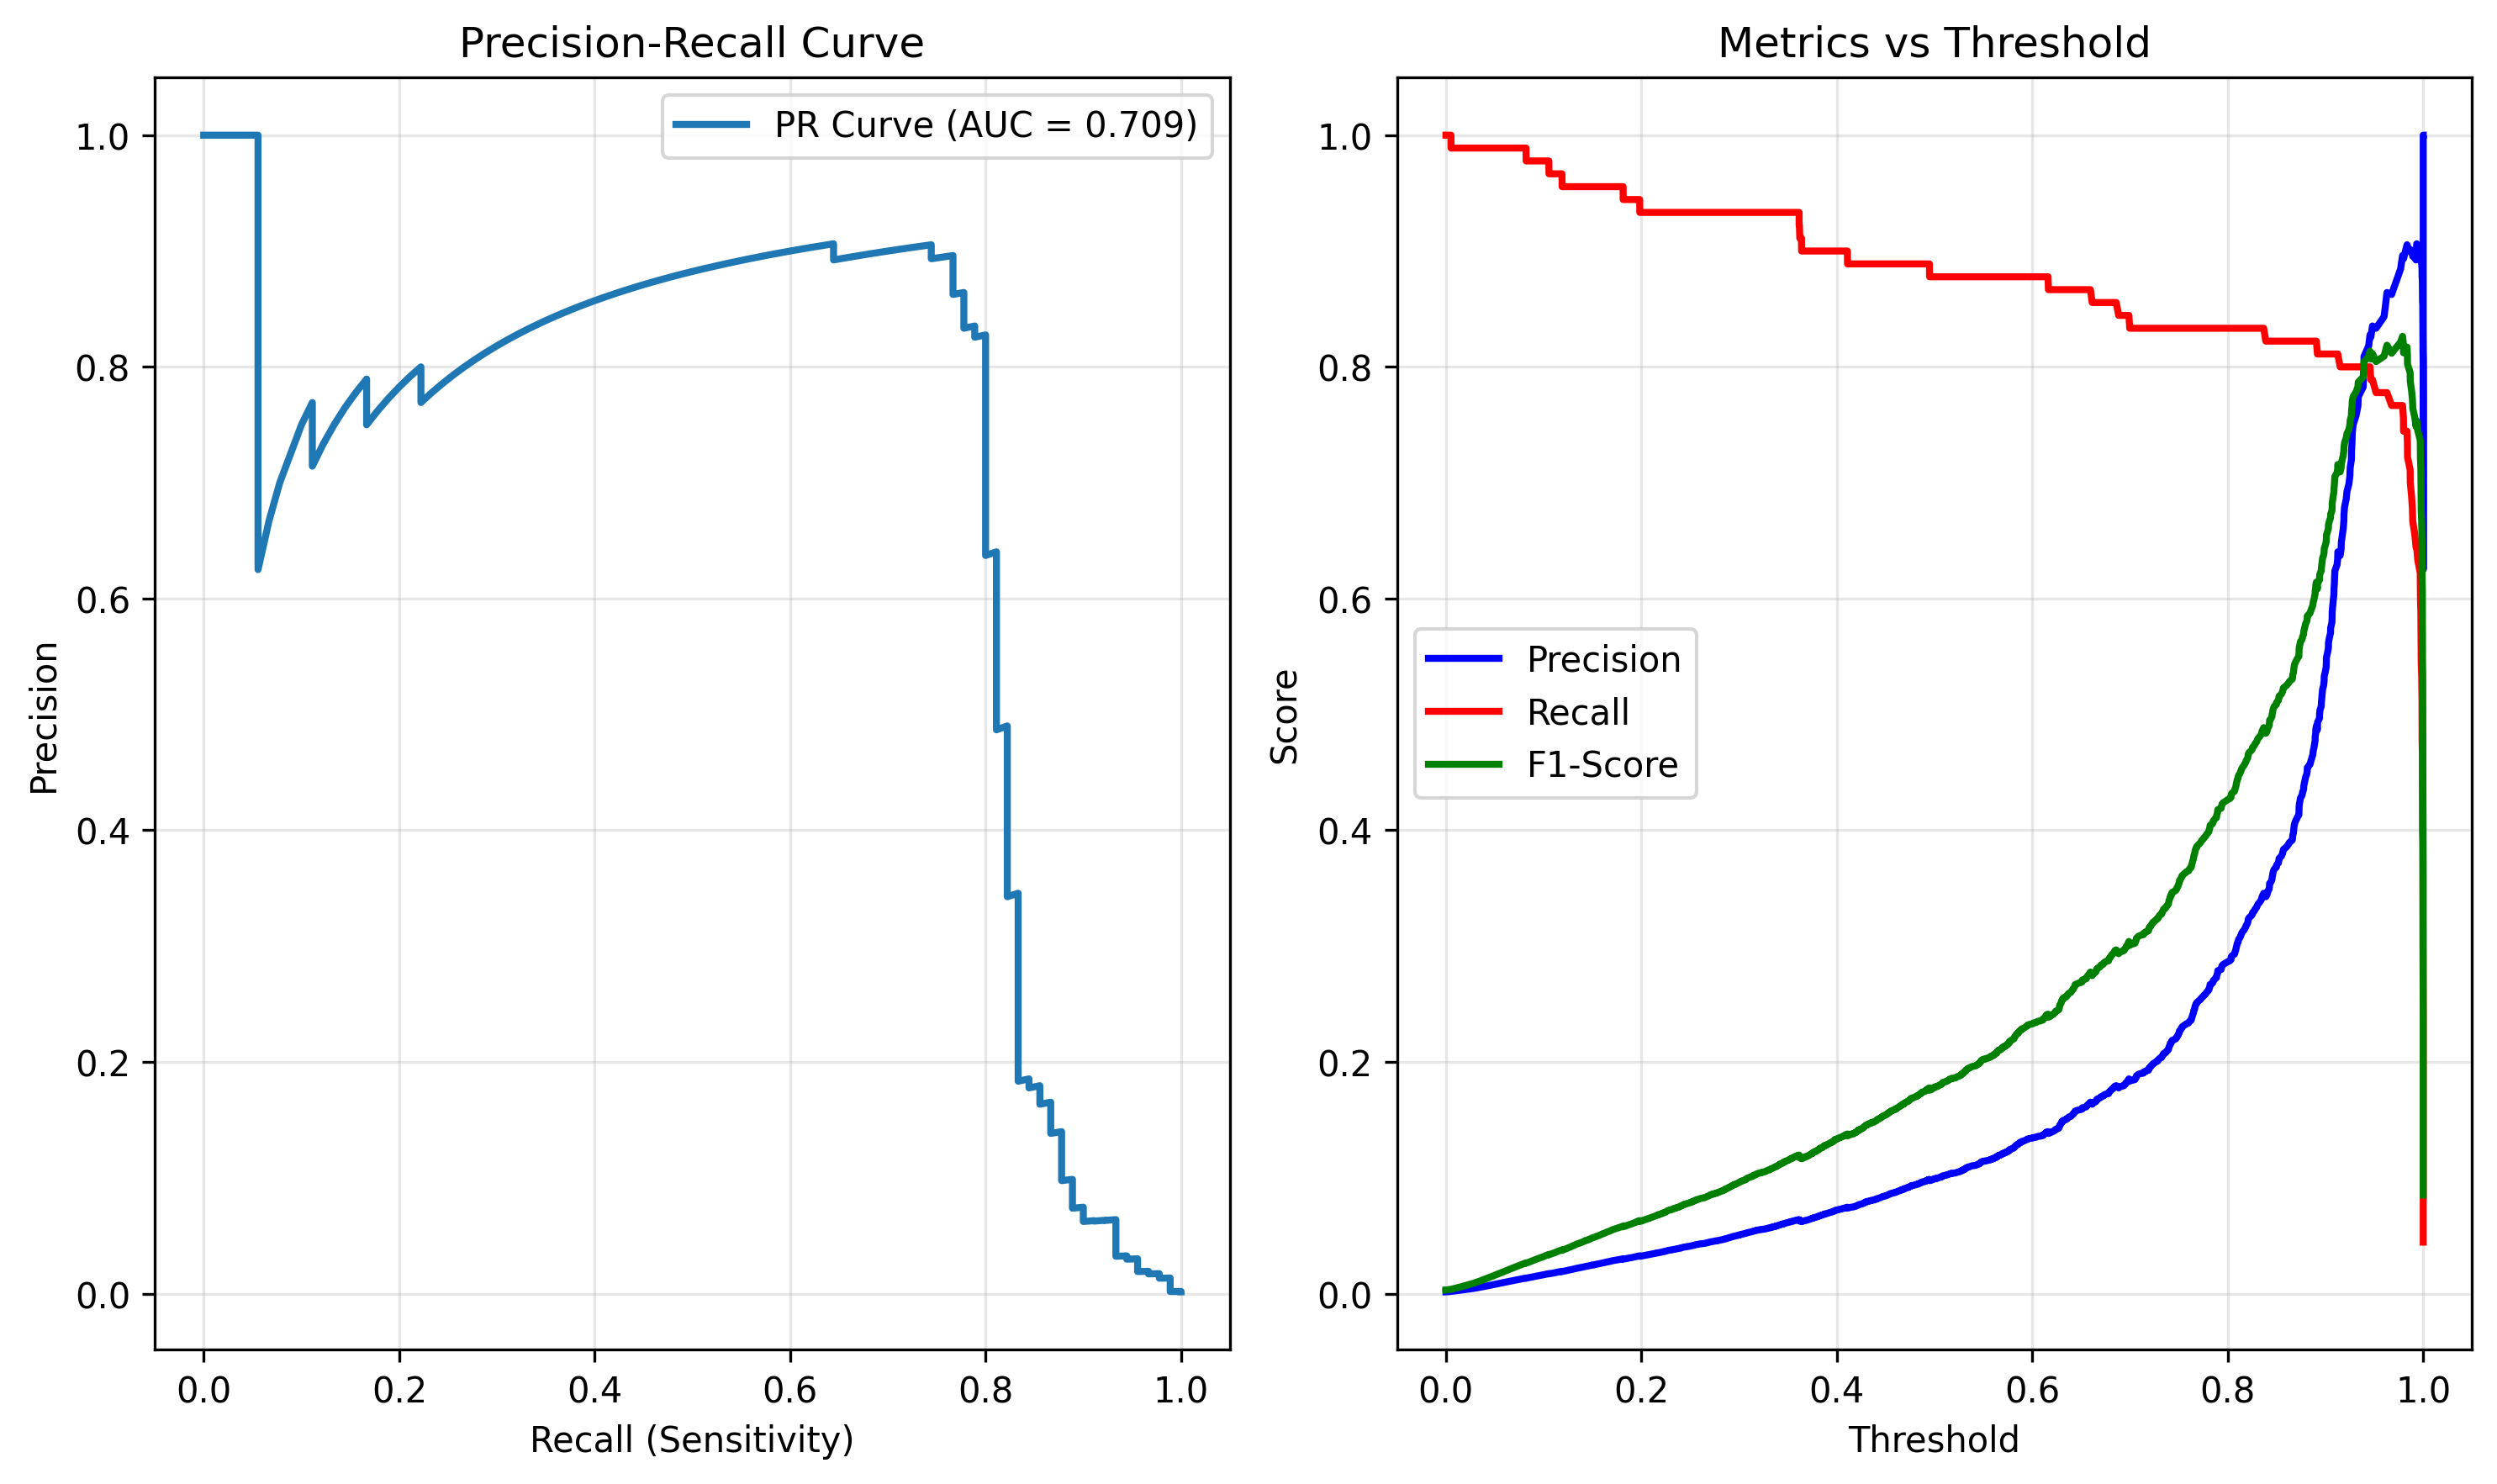 Precision-Recall Curve
PR Curve (AUC = 0.709)
Precision
1.0
0.8
0.6
0.4
0.2
0.0
0.0 0.2 0.4 0.6 0.8 1.0
Recall (Sensitivity)
Metrics vs Threshold
Score
1.0
0.8
0.6
0.4
0.2
0.0
Precision
Recall
F1-Score
0.0 0.2 0.4 0.6 0.8 1.0
Threshold